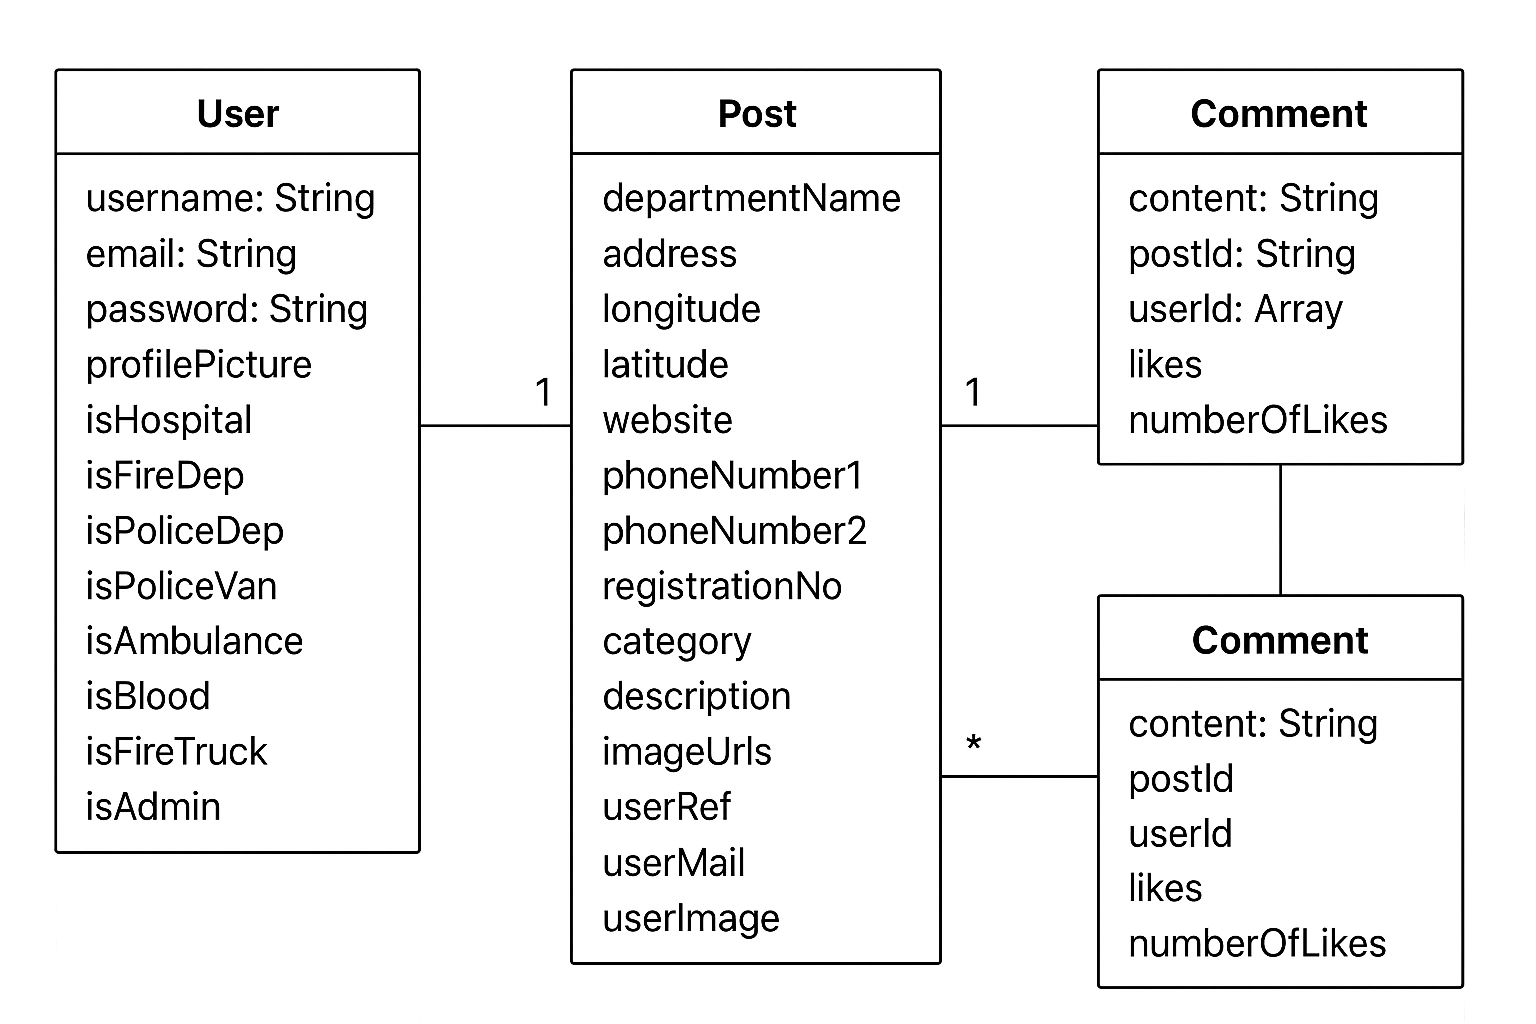 User
username: String
email: String
password: String
profilePicture
isHospital
isFireDep
isPoliceDep
isPoliceVan
isAmbulance
isBlood
isFireTruck
isAdmin
1
Post
departmentName
address
longitude
latitude
website
phoneNumber1
phoneNumber2
registrationNo
category
description
imageUrls
userRef
userMail
userImage
1
*
Comment
content: String
postId: String
userId: Array
likes
numberOfLikes
Comment
content: String
postId
userId
likes
numberOfLikes